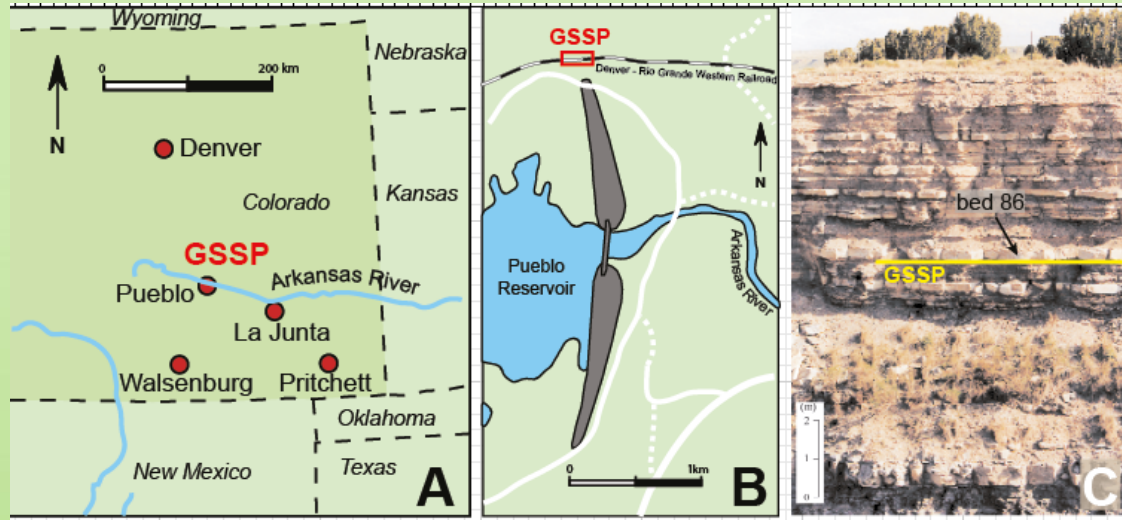 Wyoming
Nebraska
0
200 km
N
Denver
Colorado
Kansas
GSSP
Arkansas River
Pueblo
La Junta
Walsenburg
Pritchett
Oklahoma
New Mexico
Texas
A
GSSP
Denver - Rio Grande Western Railroad
N
Pueblo
Reservoir
Arkansas
River
0
1km
B
bed 86
GSSP
(m)
2
1
0
C